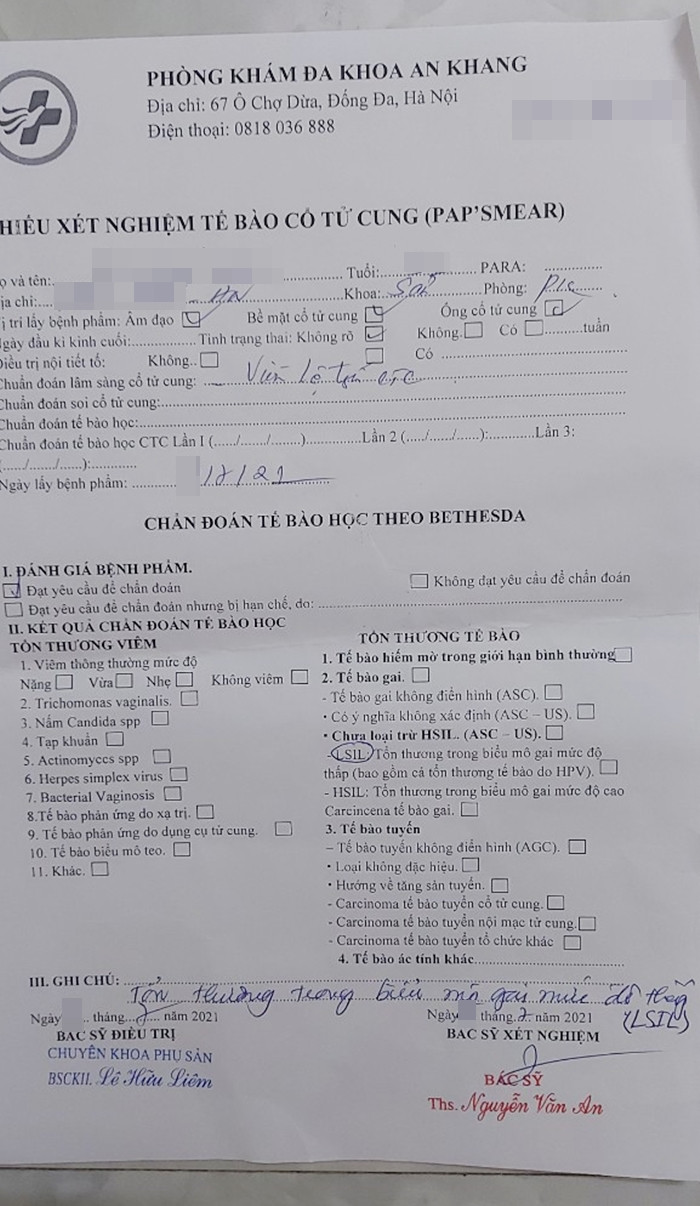 PHÒNG KHÁM ĐA KHOA AN KHANG
Địa chỉ: 67 Ô Chợ Dừa, Đống Đa, Hà Nội
Điện thoại: 0818 036 888
HIẾU XÉT NGHIỆM TẾ BÀO CỔ TỬ CUNG (PAP'SMEAR)
ọ và tên:.................... Tuổi:.................... PARA: ...............
ịa chỉ:.......... HN ..........Khoa: Sản .......Phòng: P16
ị trí lấy bệnh phẩm: Âm đạo Bề mặt cổ tử cung Ống cổ tử cung
Ngày đầu kì kinh cuối:.............. Tình trạng thai: Không rõ Không. Có ..........tuần
Điều trị nội tiết tố: Không.. Có ..............................
Chuẩn đoán lâm sàng cổ tử cung: ..... Viêm lộ tuyến CTC
Chuẩn đoán soi cổ tử cung:..............................
Chuẩn đoán tế bào học:..............................
Chuẩn đoán tế bào học CTC Lần I (....../......./........)..............Lần 2 (....../....../......):..........Lần 3:
(....../......./......):............
Ngày lấy bệnh phẩm: ........... /2/21
CHẨN ĐOÁN TẾ BÀO HỌC THEO BETHESDA
I. ĐÁNH GIÁ BỆNH PHẨM.
Đạt yêu cầu để chẩn đoán Không đạt yêu cầu để chẩn đoán
Đạt yêu cầu để chẩn đoán nhưng bị hạn chế, do: ..............................
II. KẾT QUẢ CHẨN ĐOÁN TẾ BÀO HỌC
TỔN THƯƠNG VIÊM
1. Viêm thông thường mức độ
Nặng Vừa Nhẹ Không viêm
2. Trichomonas vaginalis.
3. Nấm Candida spp
4. Tạp khuẩn
5. Actinomyces spp
6. Herpes simplex virus
7. Bacterial Vaginosis
8.Tế bào phản ứng do xạ trị.
9. Tế bào phản ứng do dụng cụ tử cung.
10. Tế bào biểu mô teo.
11. Khác.
TỔN THƯƠNG TẾ BÀO
1. Tế bào hiếm mờ trong giới hạn bình thường
2. Tế bào gai.
- Tế bào gai không điển hình (ASC).
• Có ý nghĩa không xác định (ASC – US).
• Chưa loại trừ HSIL. (ASC – US).
-LSIL: Tổn thương trong biểu mô gai mức độ
thấp (bao gồm cả tổn thương tế bào do HPV).
- HSIL: Tổn thương trong biểu mô gai mức độ cao
Carcincena tế bào gai.
3. Tế bào tuyến
– Tế bào tuyến không điển hình (AGC).
• Loại không đặc hiệu.
• Hướng về tăng sản tuyến.
- Carcinoma tế bào tuyến cổ tử cung.
- Carcinoma tế bào tuyến nội mạc tử cung.
- Carcinoma tế bào tuyến tổ chức khác
4. Tế bào ác tính khác..............................
III. GHI CHÚ: ..............................
Tổn thương trong biểu mô gai mức độ thấp
(LSIL)
Ngày tháng...2... năm 2021
BÁC SỸ ĐIỀU TRỊ
CHUYÊN KHOA PHỤ SẢN
BSCKII. Lê Hữu Liêm
Ngày tháng.2.. năm 2021
BÁC SỸ XÉT NGHIỆM
BÁC SỸ
Ths. Nguyễn Văn An